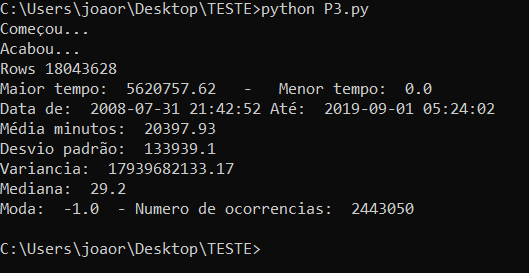 C:\Users\joaor\Desktop\TESTE>python P3.py
Começou...
Acabou...
Rows 18043628
Maior tempo:  5620757.62   -   Menor tempo:  0.0
Data de:  2008-07-31 21:42:52 Até:  2019-09-01 05:24:02
Média minutos:  20397.93
Desvio padrão:  133939.1
Variancia:  17939682133.17
Mediana:  29.2
Moda:  -1.0  - Numero de ocorrencias:  2443050
C:\Users\joaor\Desktop\TESTE>